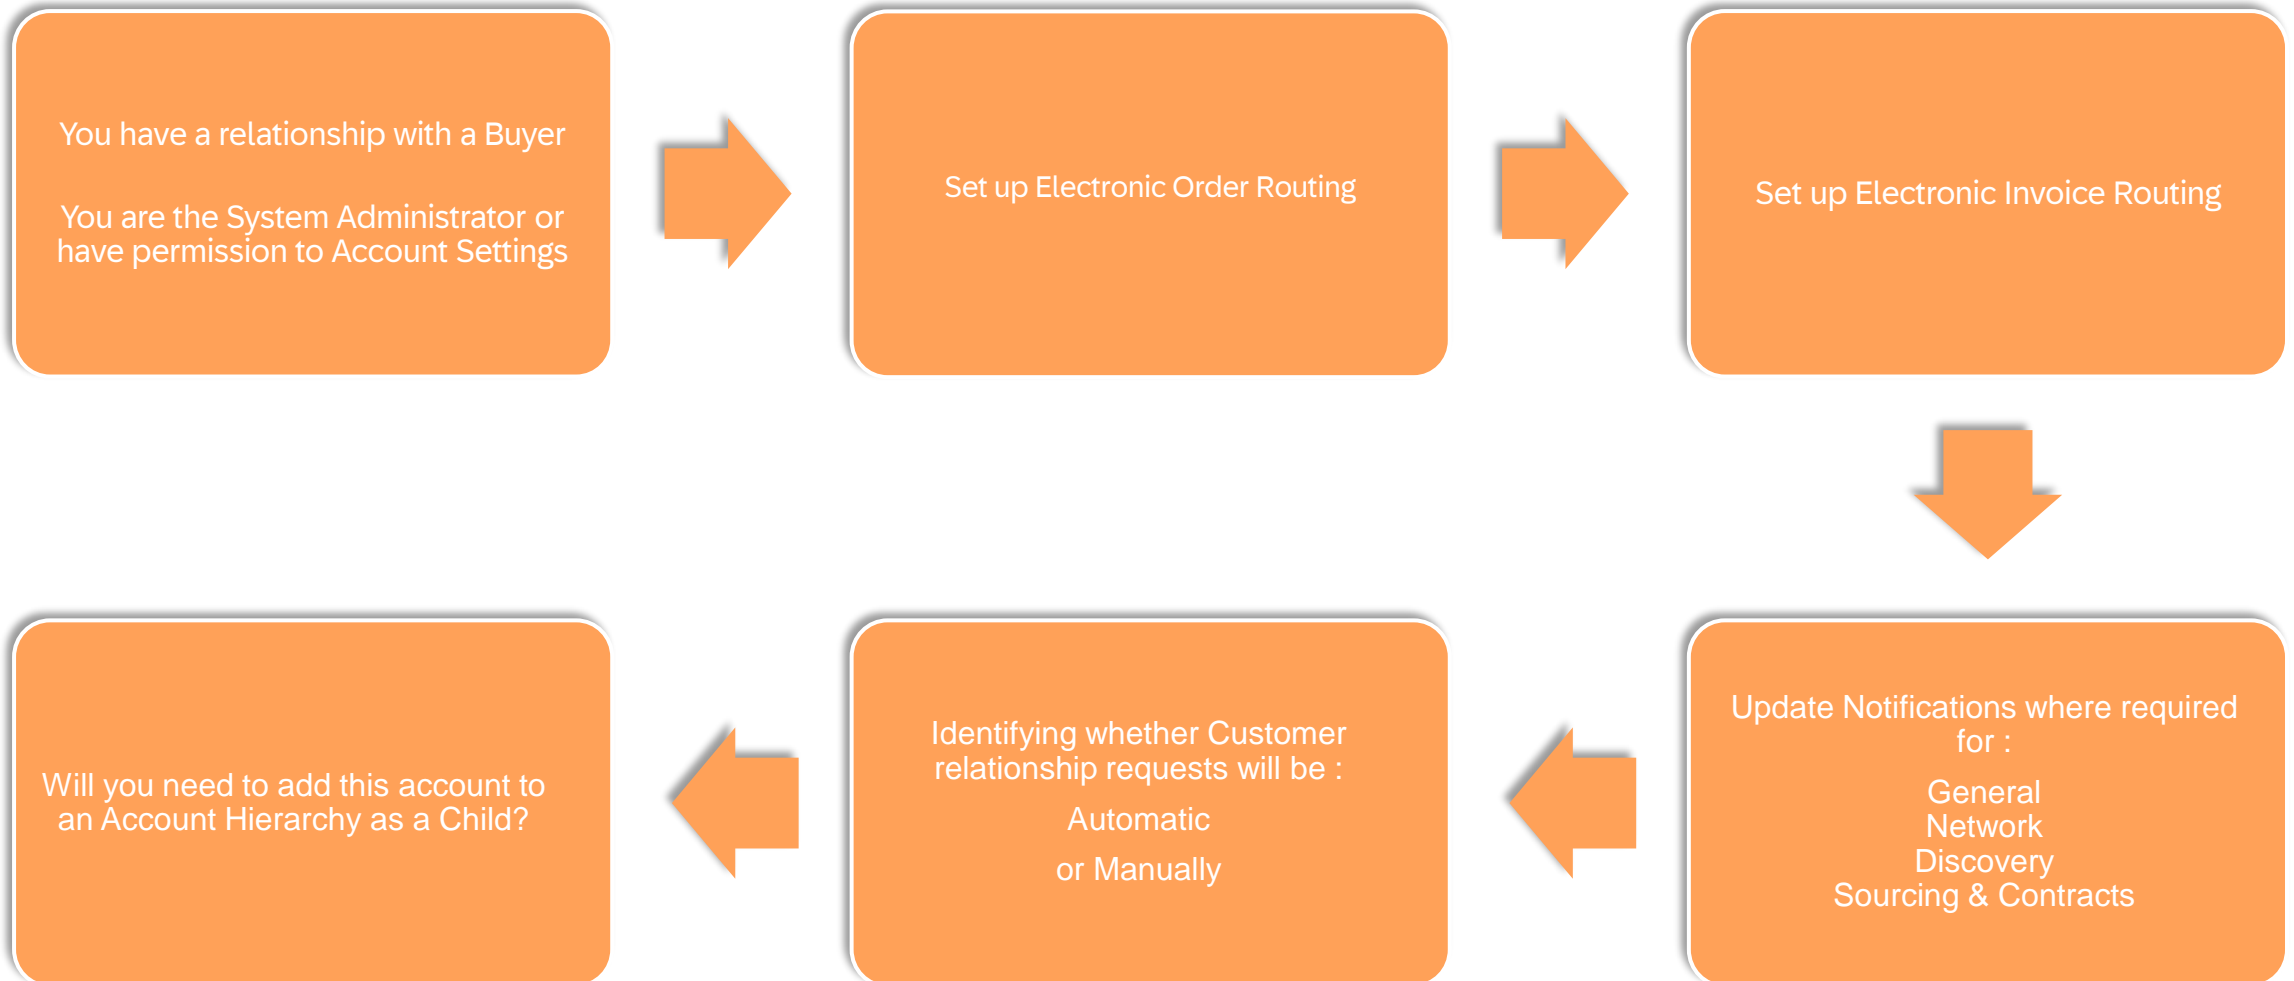 You have a relationship with a Buyer
You are the System Administrator or
have permission to Account Settings
Set up Electronic Order Routing
Set up Electronic Invoice Routing
Update Notifications where required
for :
General
Network
Discovery
Sourcing & Contracts
Identifying whether Customer
relationship requests will be :
Automatic
or Manually
Will you need to add this account to
an Account Hierarchy as a Child?